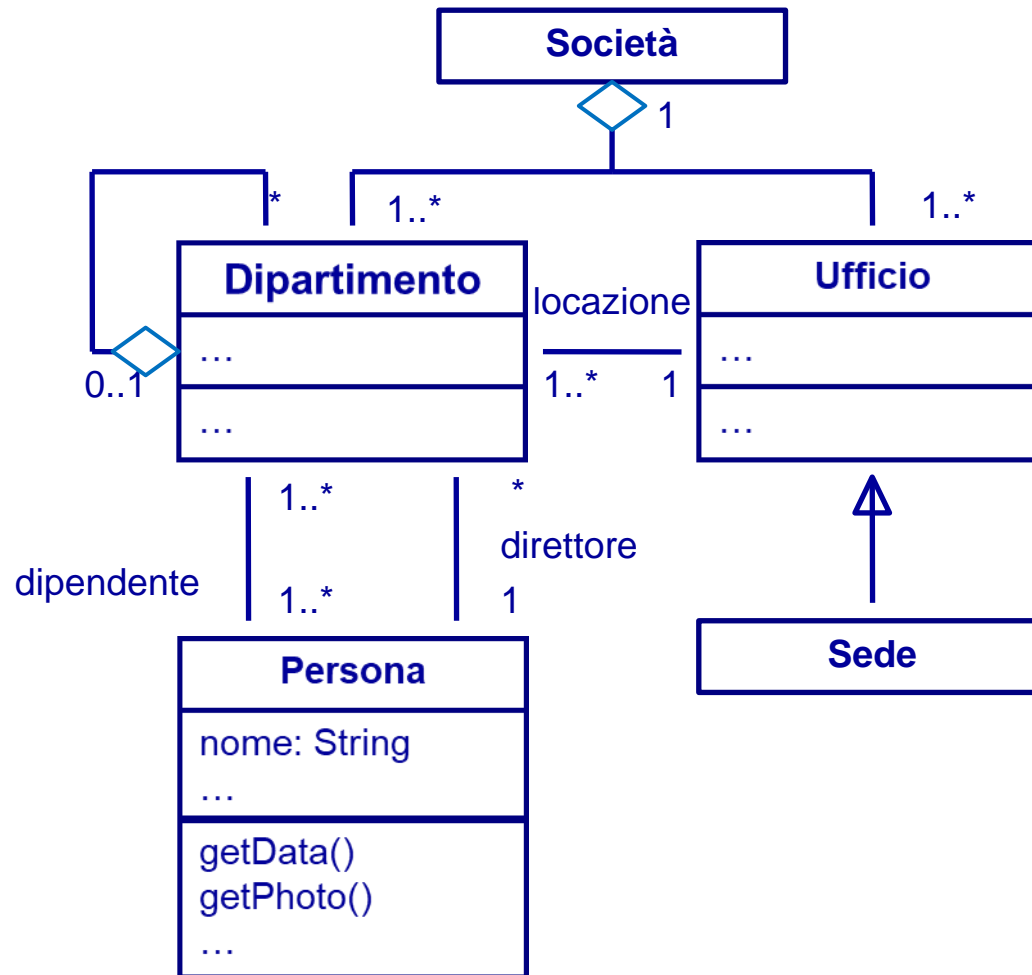 Società
1
*
1..*
1..*
Dipartimento
Ufficio
locazione
…
…
0..1
1..*
1
…
…
1..*
*
direttore
dipendente
1..*
1
Persona
Sede
nome: String
…
getData()
getPhoto()
…